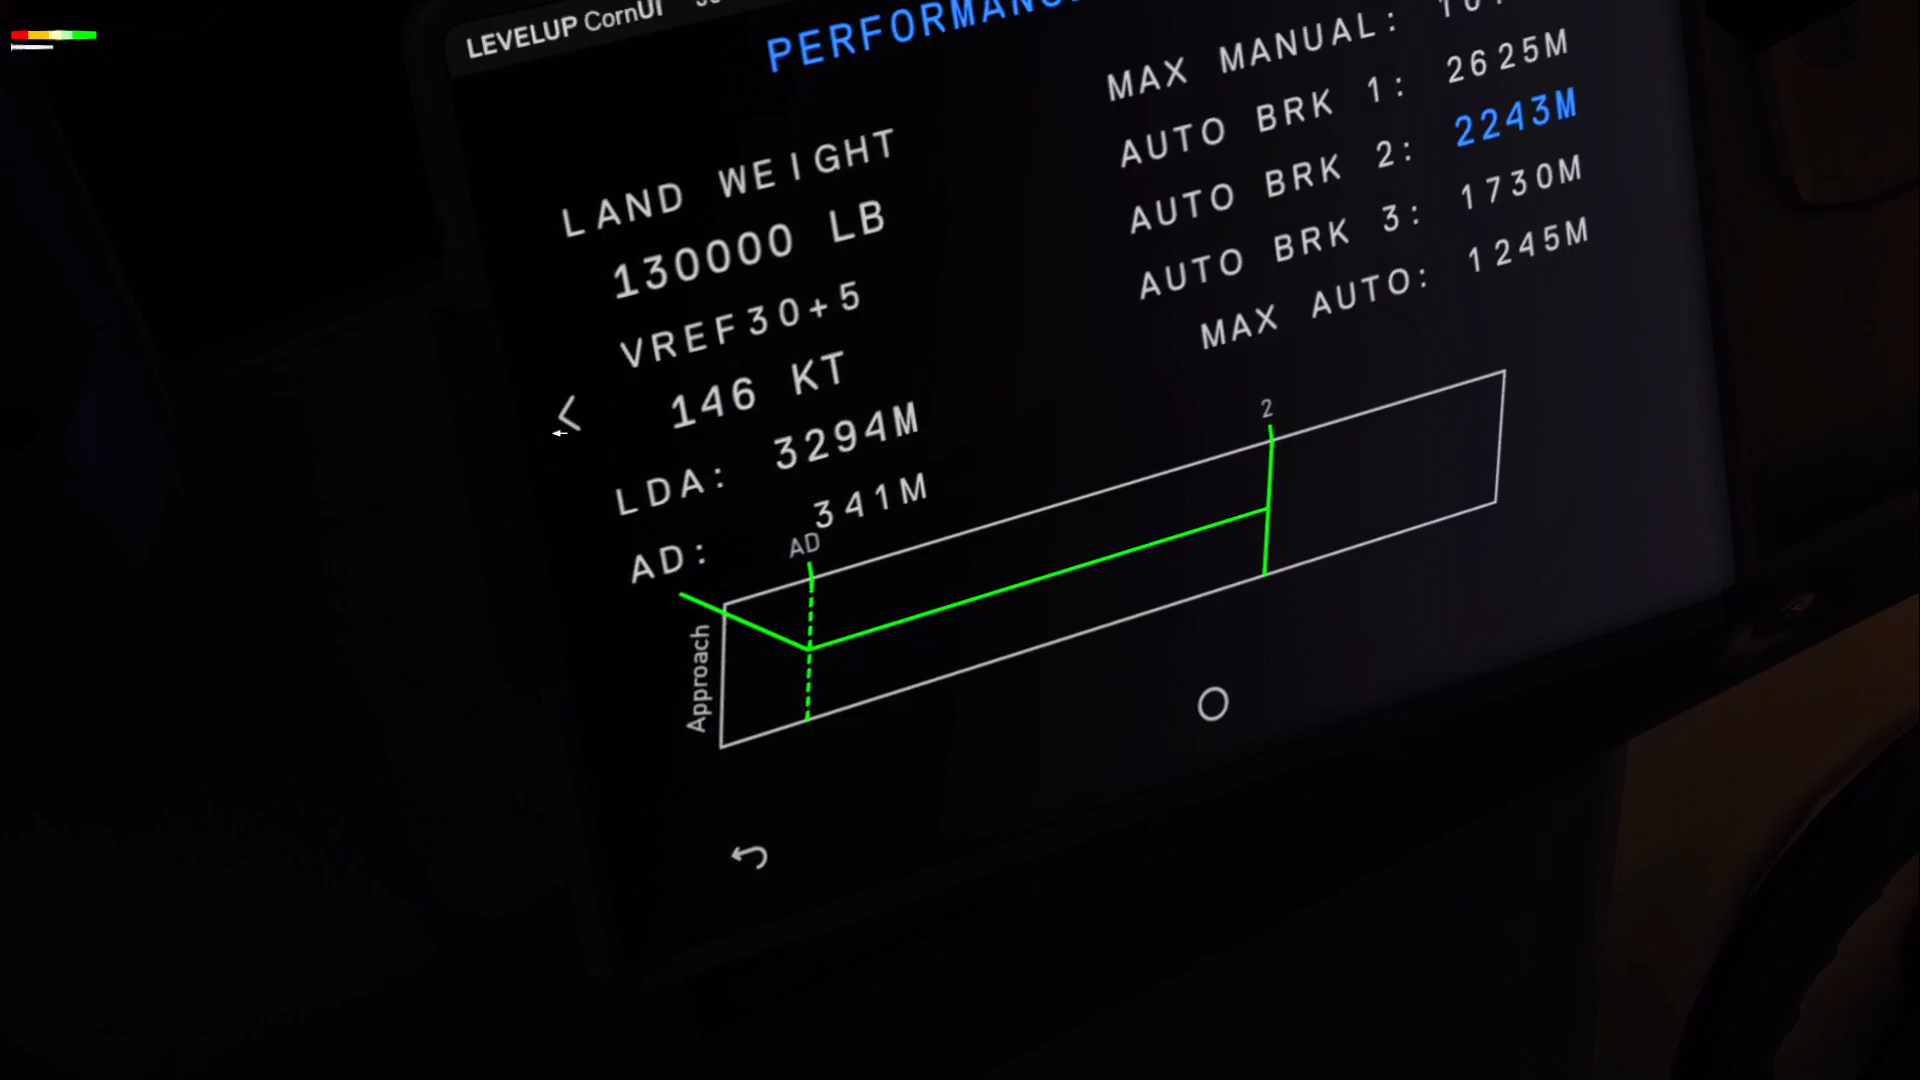 LEVELUP CornUI
PERFORMANC
LAND WEIGHT
130000 LB
VREF30+5
146 KT
LDA: 3294M
AD: 341M
MAX MANUAL:
AUTO BRK 1: 2625M
AUTO BRK 2: 2243M
AUTO BRK 3: 1730M
MAX AUTO: 1245M
AD
2
Approach